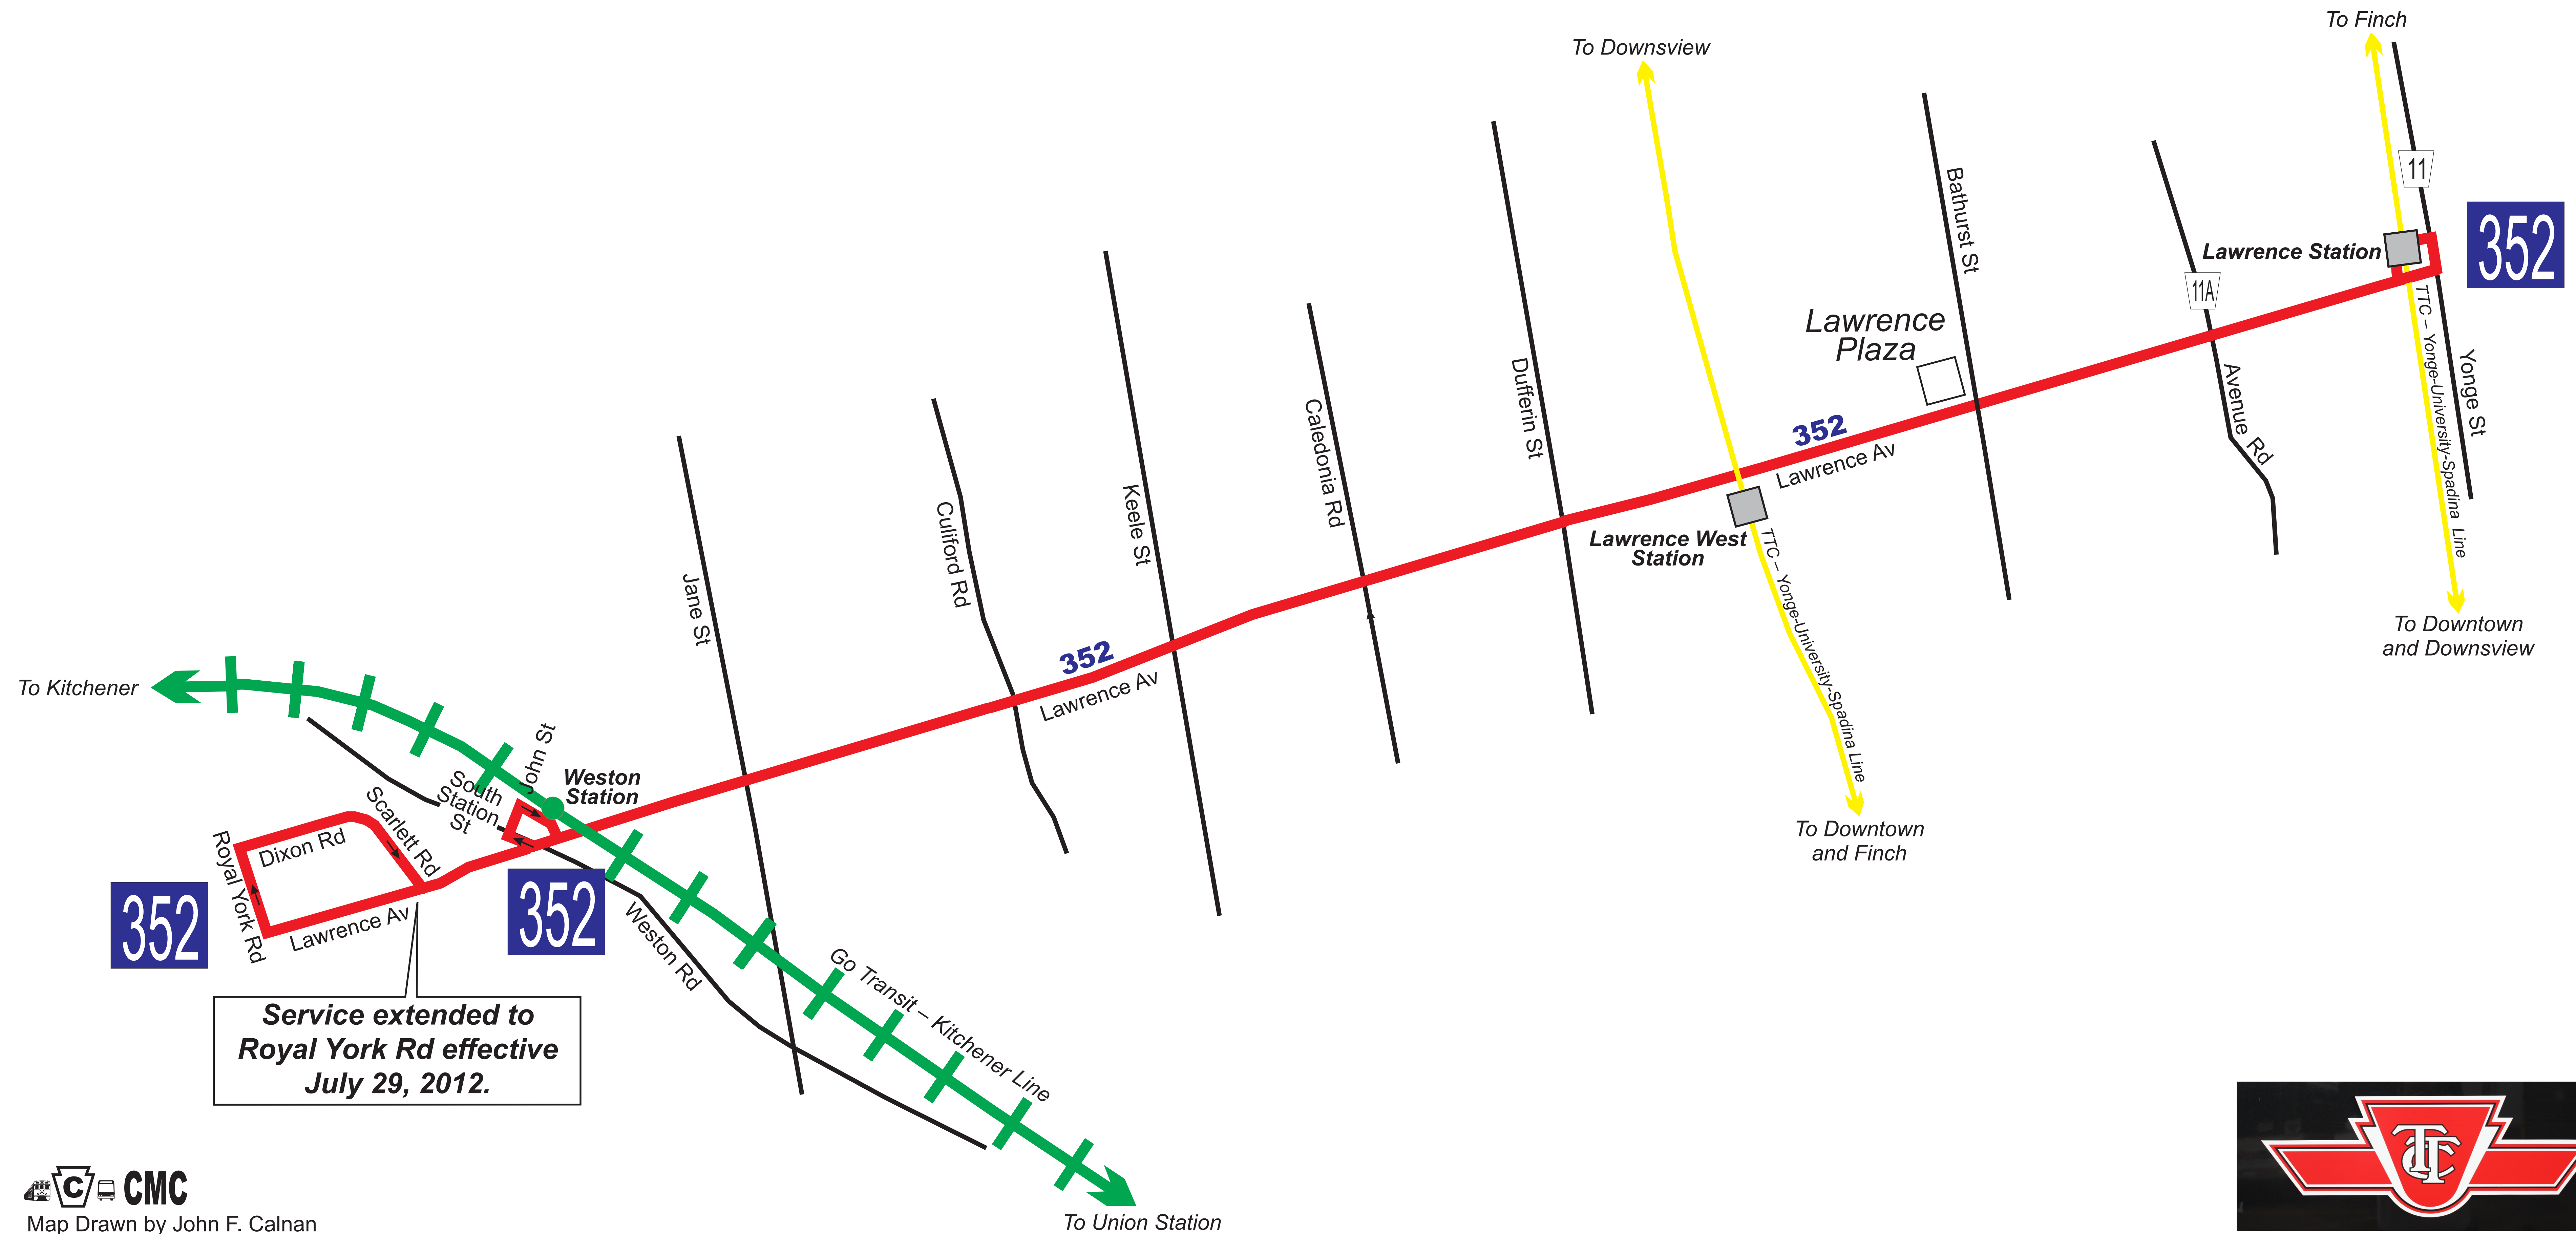 To Finch
To Downsview
11
Bathurst St
352
Lawrence Station
11A
Lawrence
Plaza
TTC – Yonge-University-Spadina Line
Yonge St
Avenue Rd
Dufferin St
Caledonia Rd
352
Lawrence Av
Keele St
Culiford Rd
Lawrence West
Station
TTC – Yonge-University-Spadina Line
Jane St
To Downtown
and Downsview
352
Lawrence Av
To Kitchener
John St
Weston
Station
South
Station
St
Scarlett Rd
Dixon Rd
Royal York Rd
To Downtown
and Finch
352
352
Lawrence Av
Weston Rd
Go Transit – Kitchener Line
Service extended to
Royal York Rd effective
July 29, 2012.
C CMC
Map Drawn by John F. Calnan
To Union Station
TTC